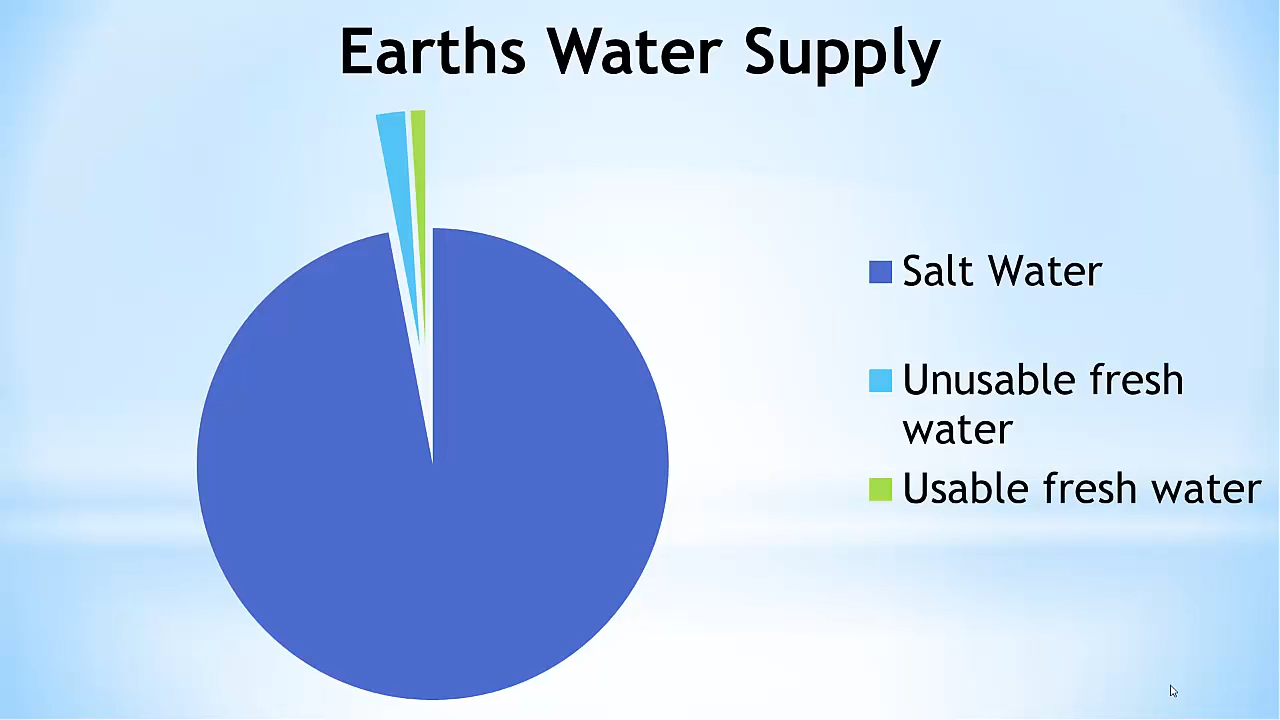 Earths Water Supply
Salt Water
Unusable fresh
water
Usable fresh water